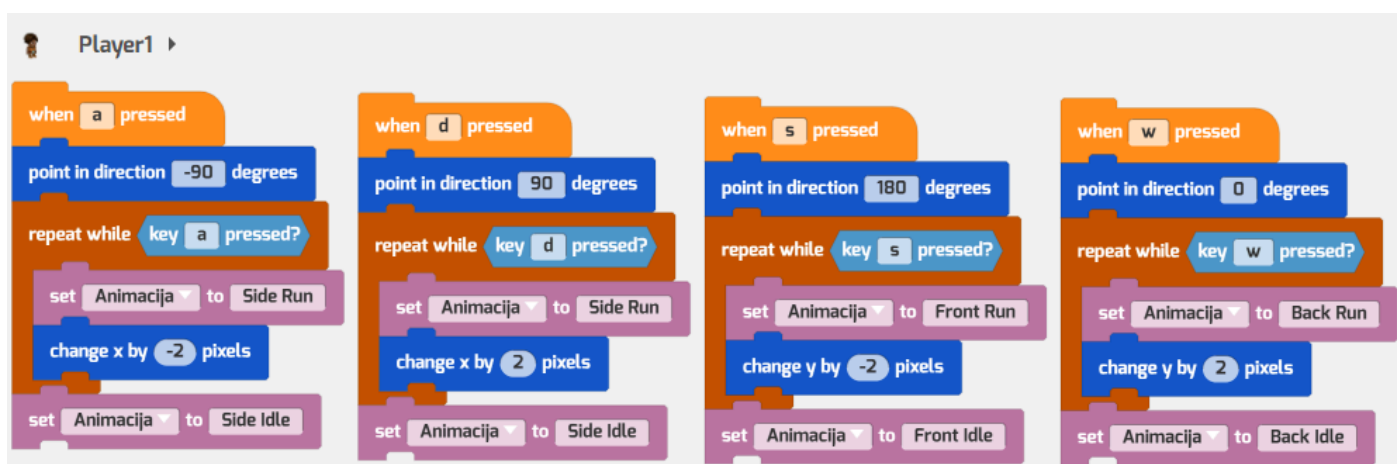 Player1
when a pressed
point in direction -90 degrees
repeat while key a pressed?
set Animacija to Side Run
change x by -2 pixels
set Animacija to Side Idle
when d pressed
point in direction 90 degrees
repeat while key d pressed?
set Animacija to Side Run
change x by 2 pixels
set Animacija to Side Idle
when s pressed
point in direction 180 degrees
repeat while key s pressed?
set Animacija to Front Run
change y by -2 pixels
set Animacija to Front Idle
when w pressed
point in direction 0 degrees
repeat while key w pressed?
set Animacija to Back Run
change y by 2 pixels
set Animacija to Back Idle